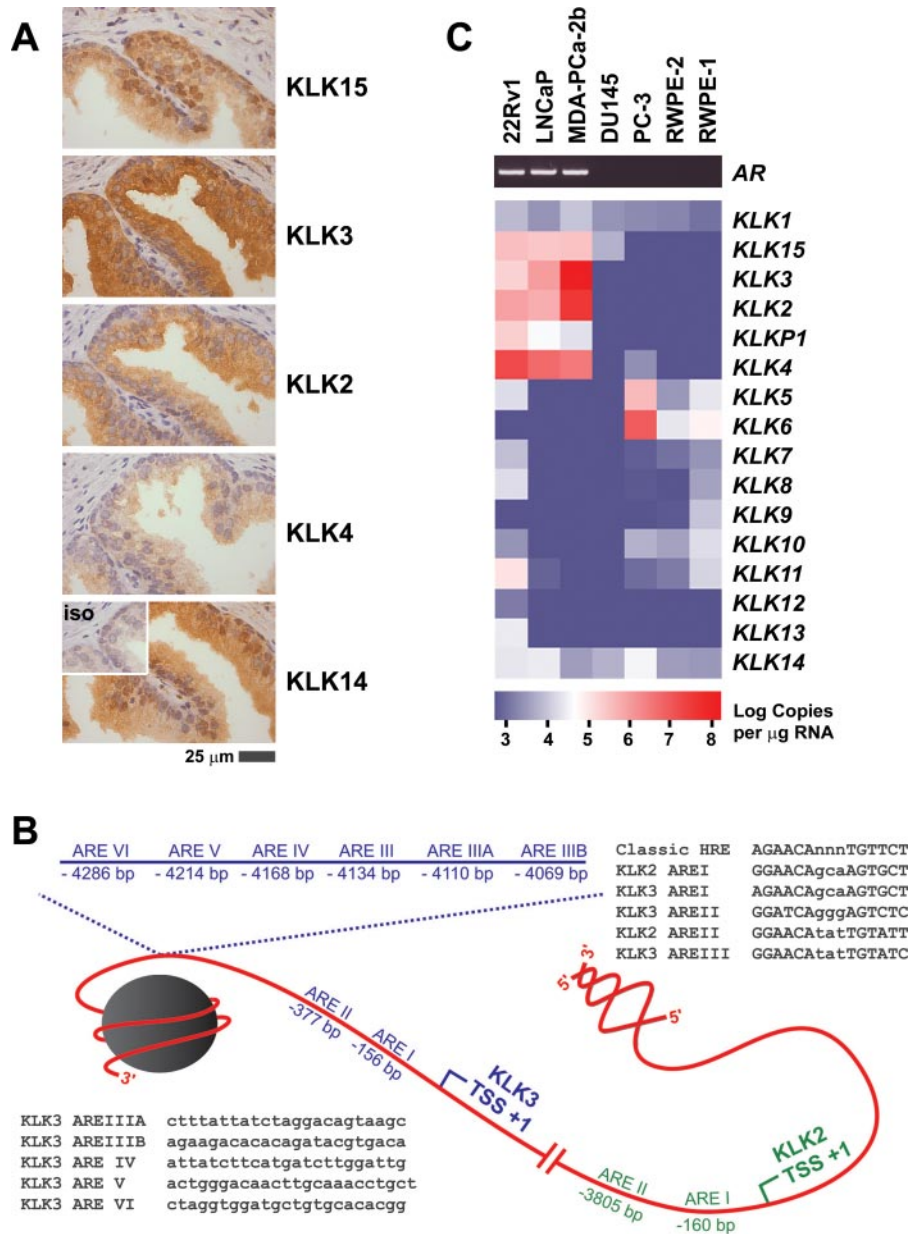 A
KLK15
KLK3
KLK2
KLK4
iso
KLK14
25 μm
C
22Rv1
LNCaP
MDA-PCa-2b
DU145
PC-3
RWPE-2
RWPE-1
AR
KLK1
KLK15
KLK3
KLK2
KLKP1
KLK4
KLK5
KLK6
KLK7
KLK8
KLK9
KLK10
KLK11
KLK12
KLK13
KLK14
3 4 5 6 7 8
Log Copies
per μg RNA
B
ARE VI ARE V ARE IV ARE III ARE IIIA ARE IIIB
- 4286 bp - 4214 bp - 4168 bp - 4134 bp - 4110 bp - 4069 bp
Classic HRE AGAACAnnnTGTTCT
KLK2 AREI GGAACAgcaAGTGCT
KLK3 AREI AGAACAgcaAGTGCT
KLK3 AREII GGATCAgggAGTCTC
KLK2 AREII GGAACAtatTGTATT
KLK3 AREIII GGAACAtatTGTATC
3'
5'
5'
ARE II
-377 bp
ARE I
-156 bp
KLK3
TSS +1
3'
KLK2
TSS +1
ARE II
-3805 bp
ARE I
-160 bp
KLK3 AREIIIA ctttattatctaggacagtaagc
KLK3 AREIIIB agaagacacacagatacgtgaca
KLK3 ARE IV attatcttcatgatcttggattg
KLK3 ARE V actgggacaacttgcaaacctgct
KLK3 ARE VI ctaggtggatgctgtgcacacgg